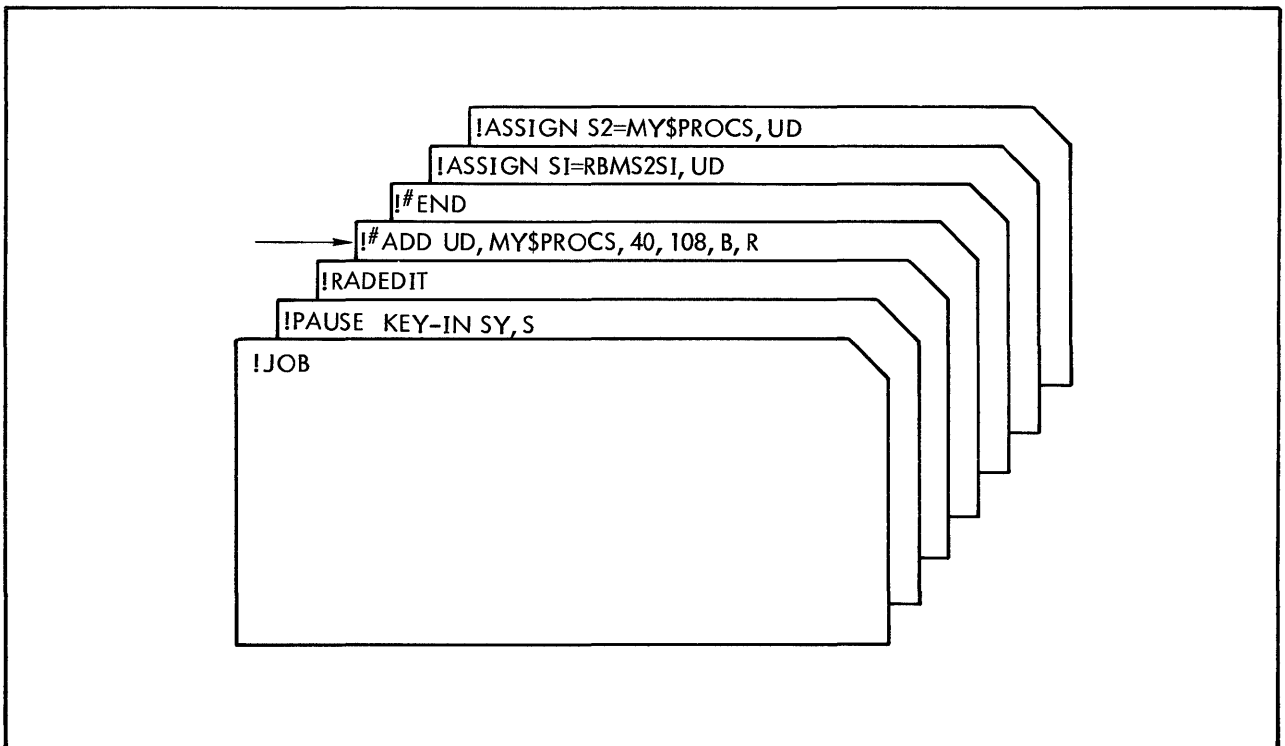 !ASSIGN S2=MY$PROCS, UD
!ASSIGN SI=RBMS2SI, UD
!#END
!#ADD UD, MY$PROCS, 40, 108, B, R
!RADEDIT
!PAUSE KEY-IN SY, S
!JOB